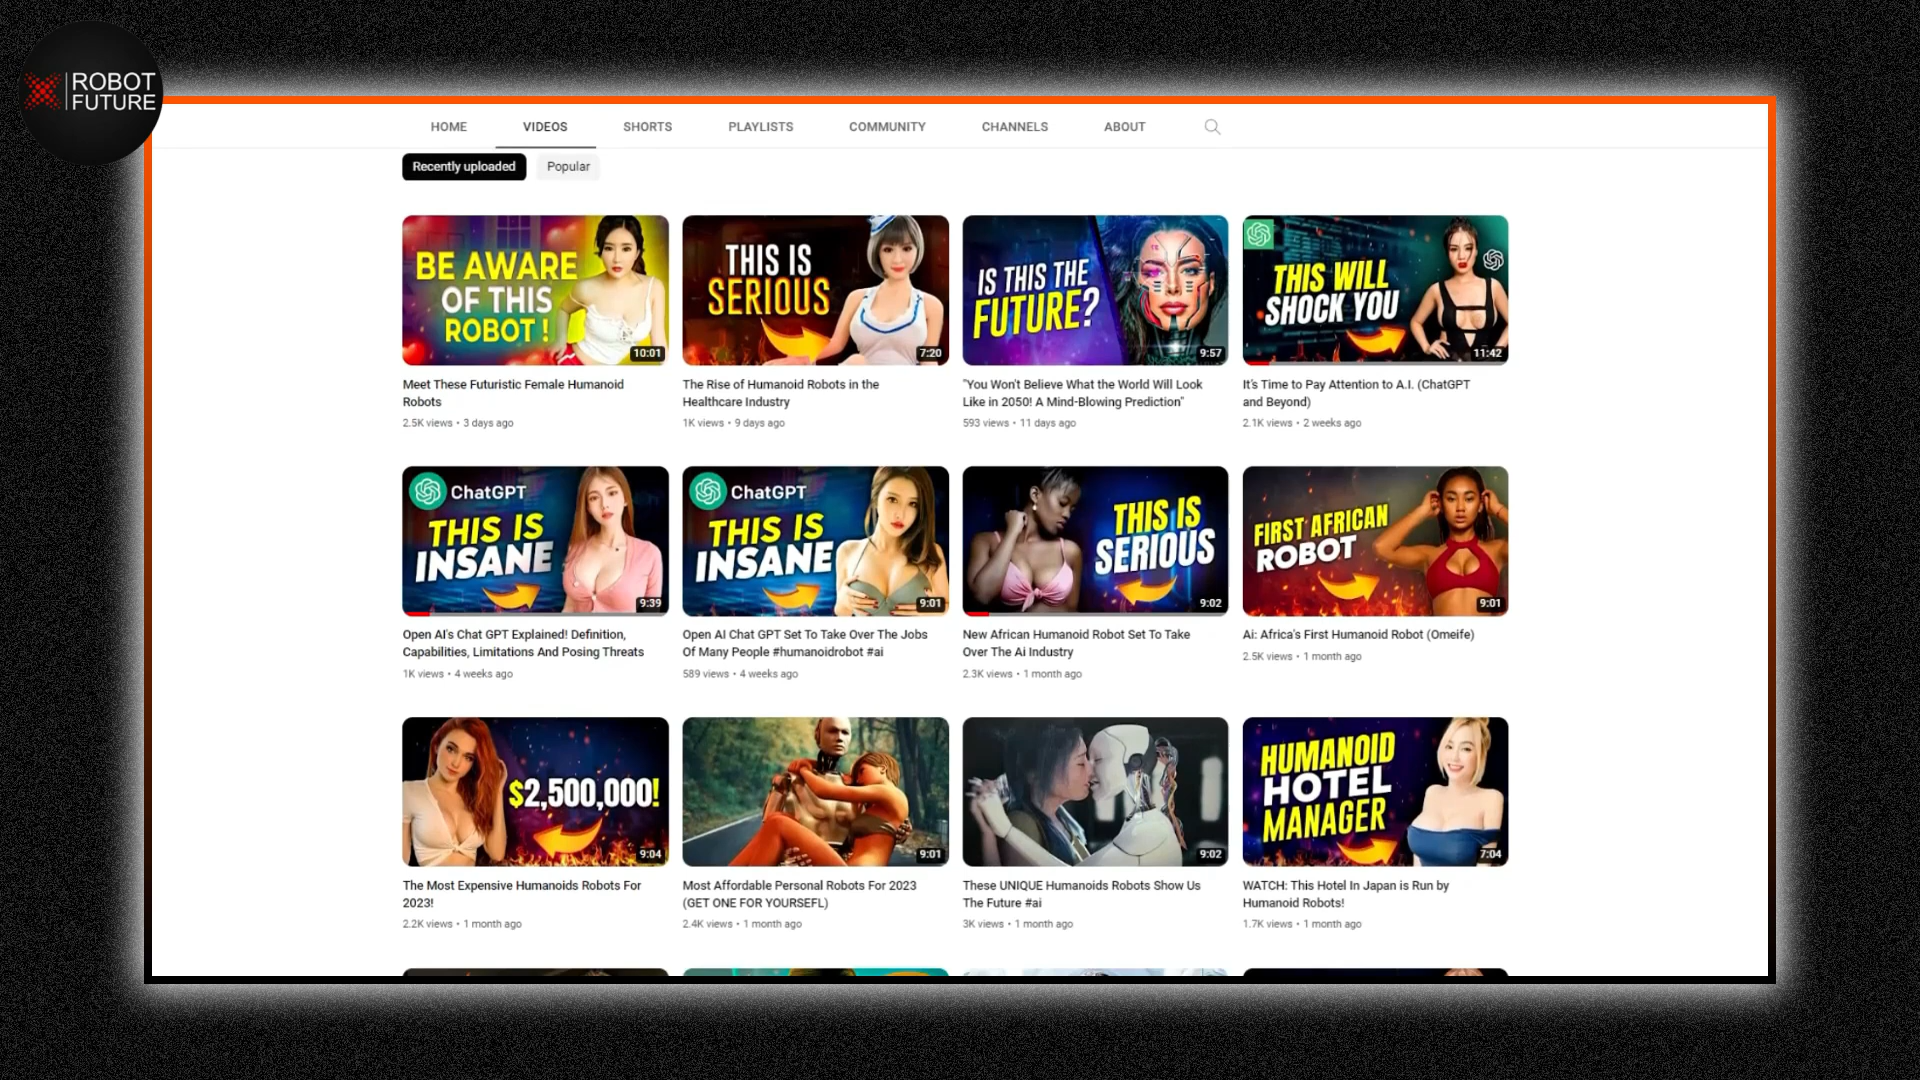 ROBOT
FUTURE
HOME
VIDEOS
SHORTS
PLAYLISTS
COMMUNITY
CHANNELS
ABOUT
Recently uploaded
Popular
BE AWARE
OF THIS
ROBOT !
10:01
THIS IS
SERIOUS
7:20
IS THIS THE
FUTURE?
9:57
THIS WILL
SHOCK YOU
11:42
Meet These Futuristic Female Humanoid
Robots
2.5K views • 3 days ago
The Rise of Humanoid Robots in the
Healthcare Industry
1K views • 9 days ago
"You Won't Believe What the World Will Look
Like in 2050! A Mind-Blowing Prediction"
593 views • 11 days ago
It's Time to Pay Attention to A.I. (ChatGPT
and Beyond)
2.1K views • 2 weeks ago
ChatGPT
THIS IS
INSANE
9:39
ChatGPT
THIS IS
INSANE
9:01
THIS IS
SERIOUS
9:02
FIRST AFRICAN
ROBOT
9:01
Open AI's Chat GPT Explained! Definition,
Capabilities, Limitations And Posing Threats
1K views • 4 weeks ago
Open AI Chat GPT Set To Take Over The Jobs
Of Many People #humanoidrobot #ai
589 views • 4 weeks ago
New African Humanoid Robot Set To Take
Over The Ai Industry
2.3K views • 1 month ago
Ai: Africa's First Humanoid Robot (Omeife)
2.5K views • 1 month ago
$2,500,000!
9:04
9:01
9:02
HUMANOID
HOTEL
MANAGER
7:04
The Most Expensive Humanoids Robots For
2023!
2.2K views • 1 month ago
Most Affordable Personal Robots For 2023
(GET ONE FOR YOURSEFL)
2.4K views • 1 month ago
These UNIQUE Humanoids Robots Show Us
The Future #ai
3K views • 1 month ago
WATCH: This Hotel In Japan is Run by
Humanoid Robots!
1.7K views • 1 month ago